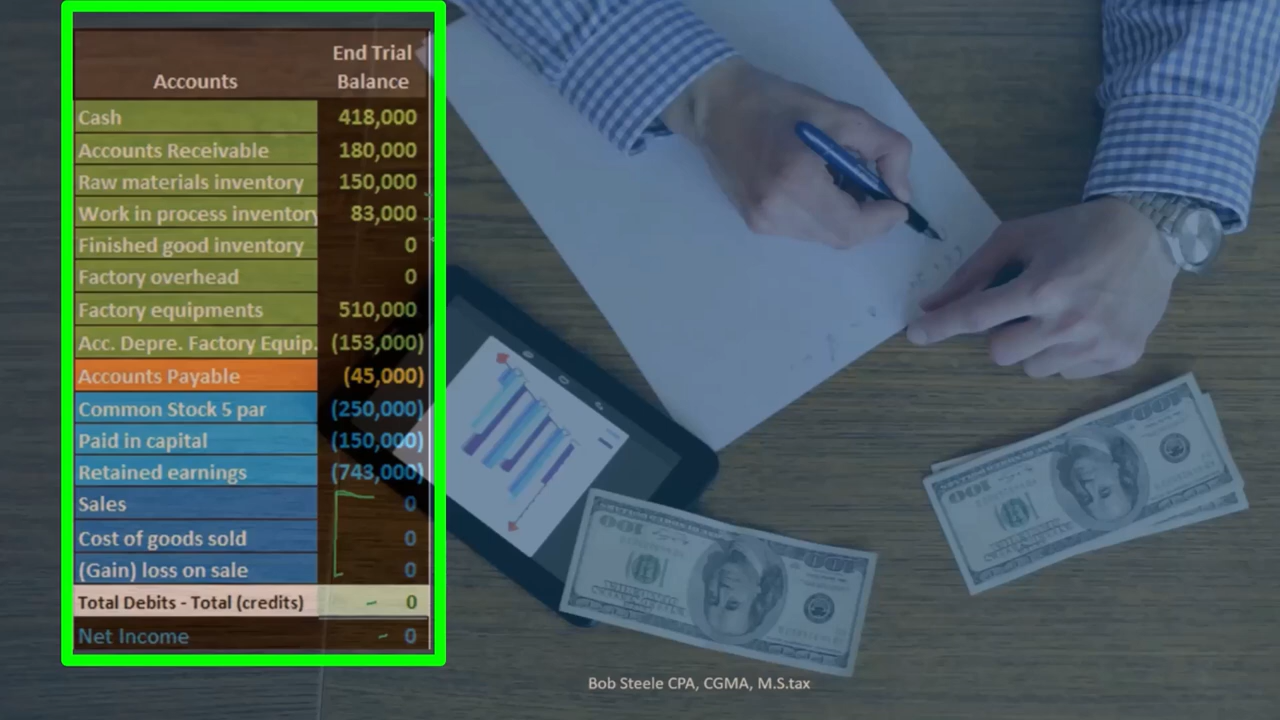 Accounts End Trial Balance
Cash 418,000
Accounts Receivable 180,000
Raw materials inventory 150,000
Work in process inventory 83,000
Finished good inventory 0
Factory overhead 0
Factory equipments 510,000
Acc. Depre. Factory Equip. (153,000)
Accounts Payable (45,000)
Common Stock 5 par (250,000)
Paid in capital (150,000)
Retained earnings (743,000)
Sales 0
Cost of goods sold 0
(Gain) loss on sale 0
Total Debits - Total (credits) 0
Net Income 0
100
100
Bob Steele CPA, CGMA, M.S.tax